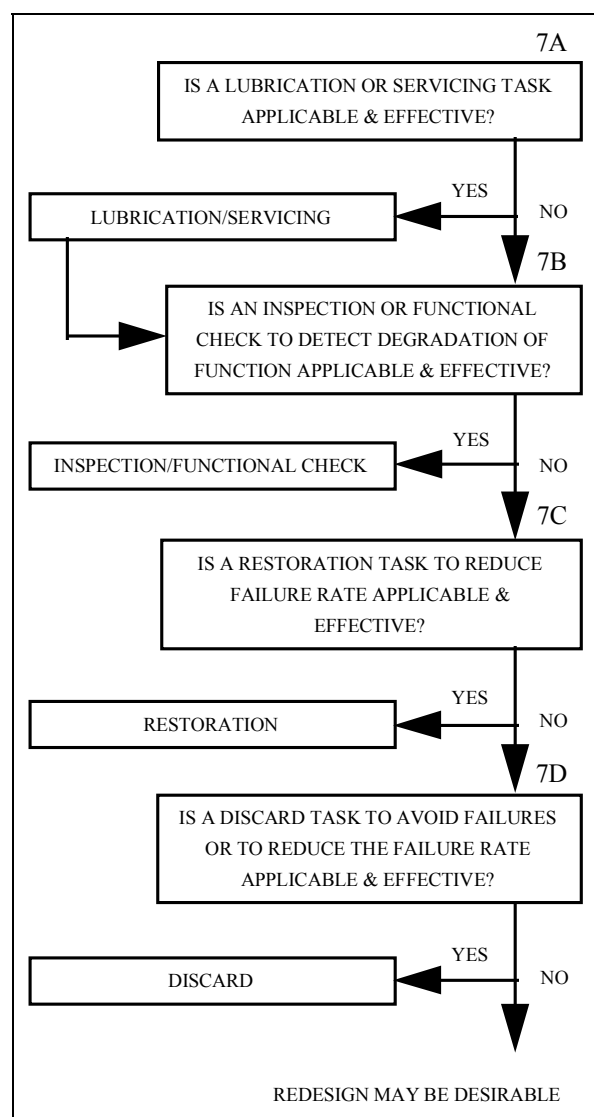 7A
IS A LUBRICATION OR SERVICING TASK
APPLICABLE & EFFECTIVE?
YES
NO
LUBRICATION/SERVICING
7B
IS AN INSPECTION OR FUNCTIONAL
CHECK TO DETECT DEGRADATION OF
FUNCTION APPLICABLE & EFFECTIVE?
YES
NO
INSPECTION/FUNCTIONAL CHECK
7C
IS A RESTORATION TASK TO REDUCE
FAILURE RATE APPLICABLE &
EFFECTIVE?
YES
NO
RESTORATION
7D
IS A DISCARD TASK TO AVOID FAILURES
OR TO REDUCE THE FAILURE RATE
APPLICABLE & EFFECTIVE?
YES
NO
DISCARD
REDESIGN MAY BE DESIRABLE